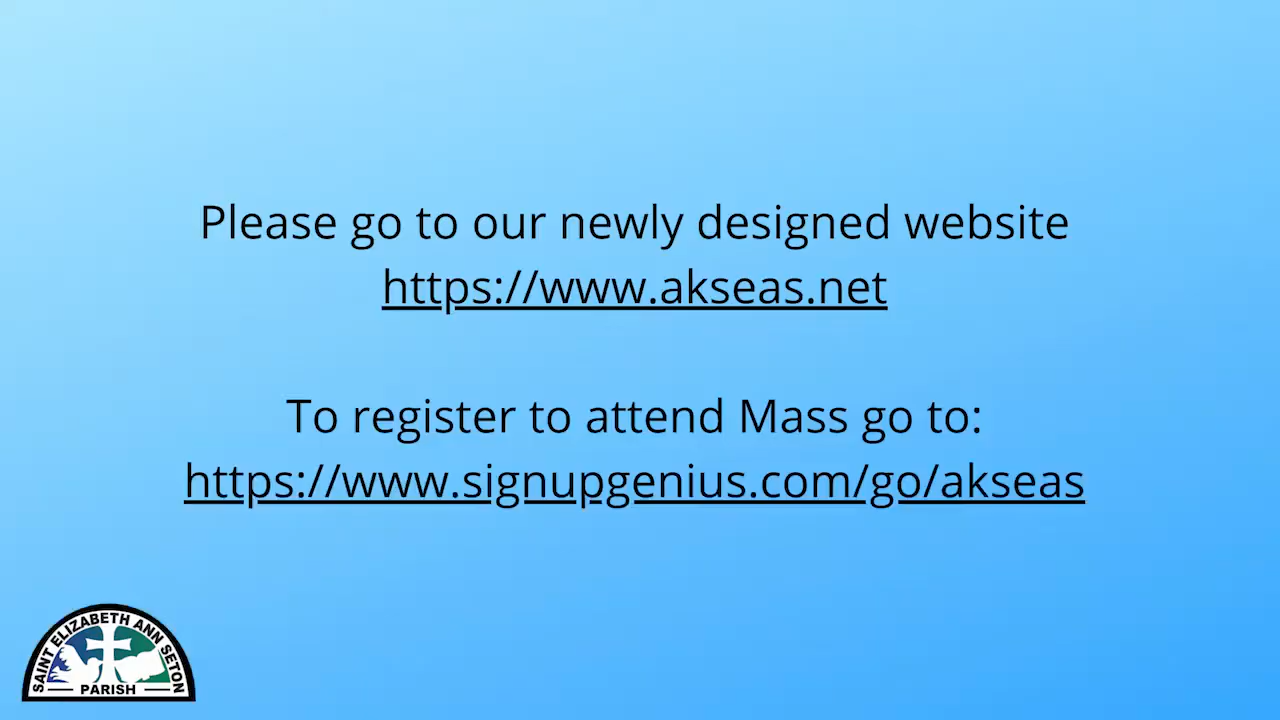 Please go to our newly designed website
https://www.akseas.net
To register to attend Mass go to:
https://www.signupgenius.com/go/akseas
SAINT ELIZABETH ANN SETON
PARISH